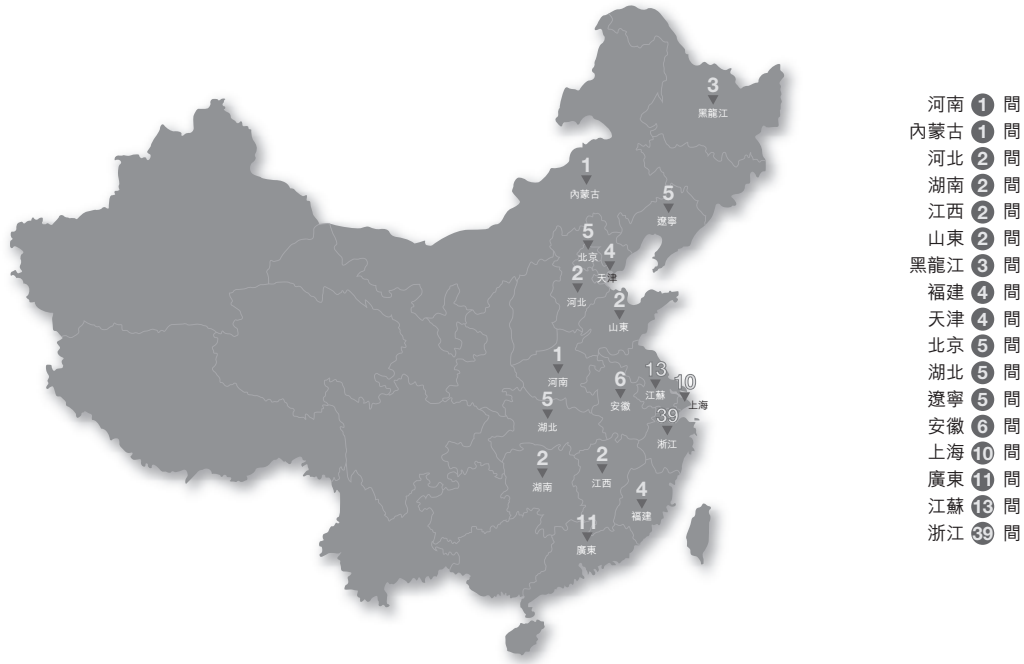 3
黑龍江
1
內蒙古
5
遼寧
5
北京
4
天津
2
河北
2
山東
1
河南
13
江蘇
10
上海
6
安徽
5
湖北
39
浙江
2
湖南
2
江西
4
福建
11
廣東
河南 1 間
內蒙古 1 間
河北 2 間
湖南 2 間
江西 2 間
山東 2 間
黑龍江 3 間
福建 4 間
天津 4 間
北京 5 間
湖北 5 間
遼寧 5 間
安徽 6 間
上海 10 間
廣東 11 間
江蘇 13 間
浙江 39 間